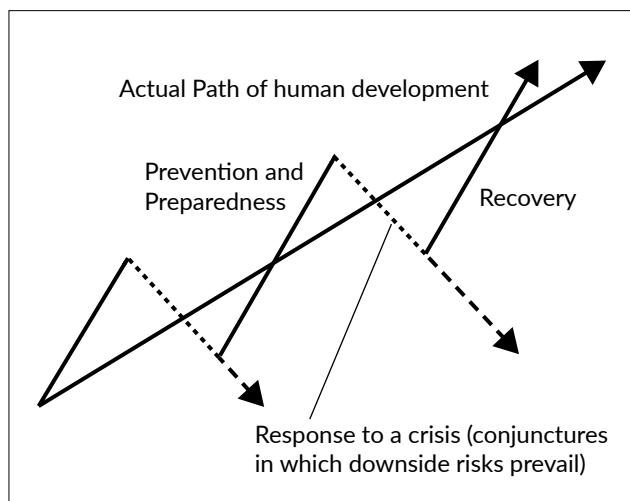 Actual Path of human development
Prevention and
Preparedness
Recovery
Response to a crisis (conjunctures
in which downside risks prevail)